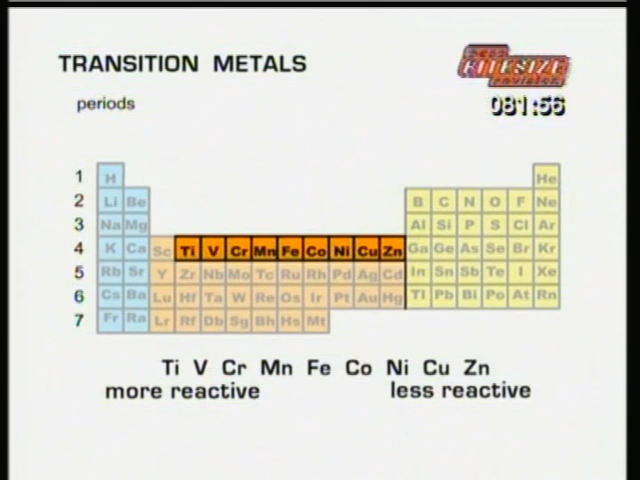 TRANSITION METALS
BITESIZE
revision
periods
081:56
1 H He
2 Li Be B C N O F Ne
3 Na Mg Al Si P S Cl Ar
4 K Ca Sc Ti V Cr Mn Fe Co Ni Cu Zn Ga Ge As Se Br Kr
5 Rb Sr Y Zr Nb Mo Tc Ru Rh Pd Ag Cd In Sn Sb Te I Xe
6 Cs Ba Lu Hf Ta W Re Os Ir Pt Au Hg Tl Pb Bi Po At Rn
7 Fr Ra Lr Rf Db Sg Bh Hs Mt
Ti V Cr Mn Fe Co Ni Cu Zn
more reactive less reactive